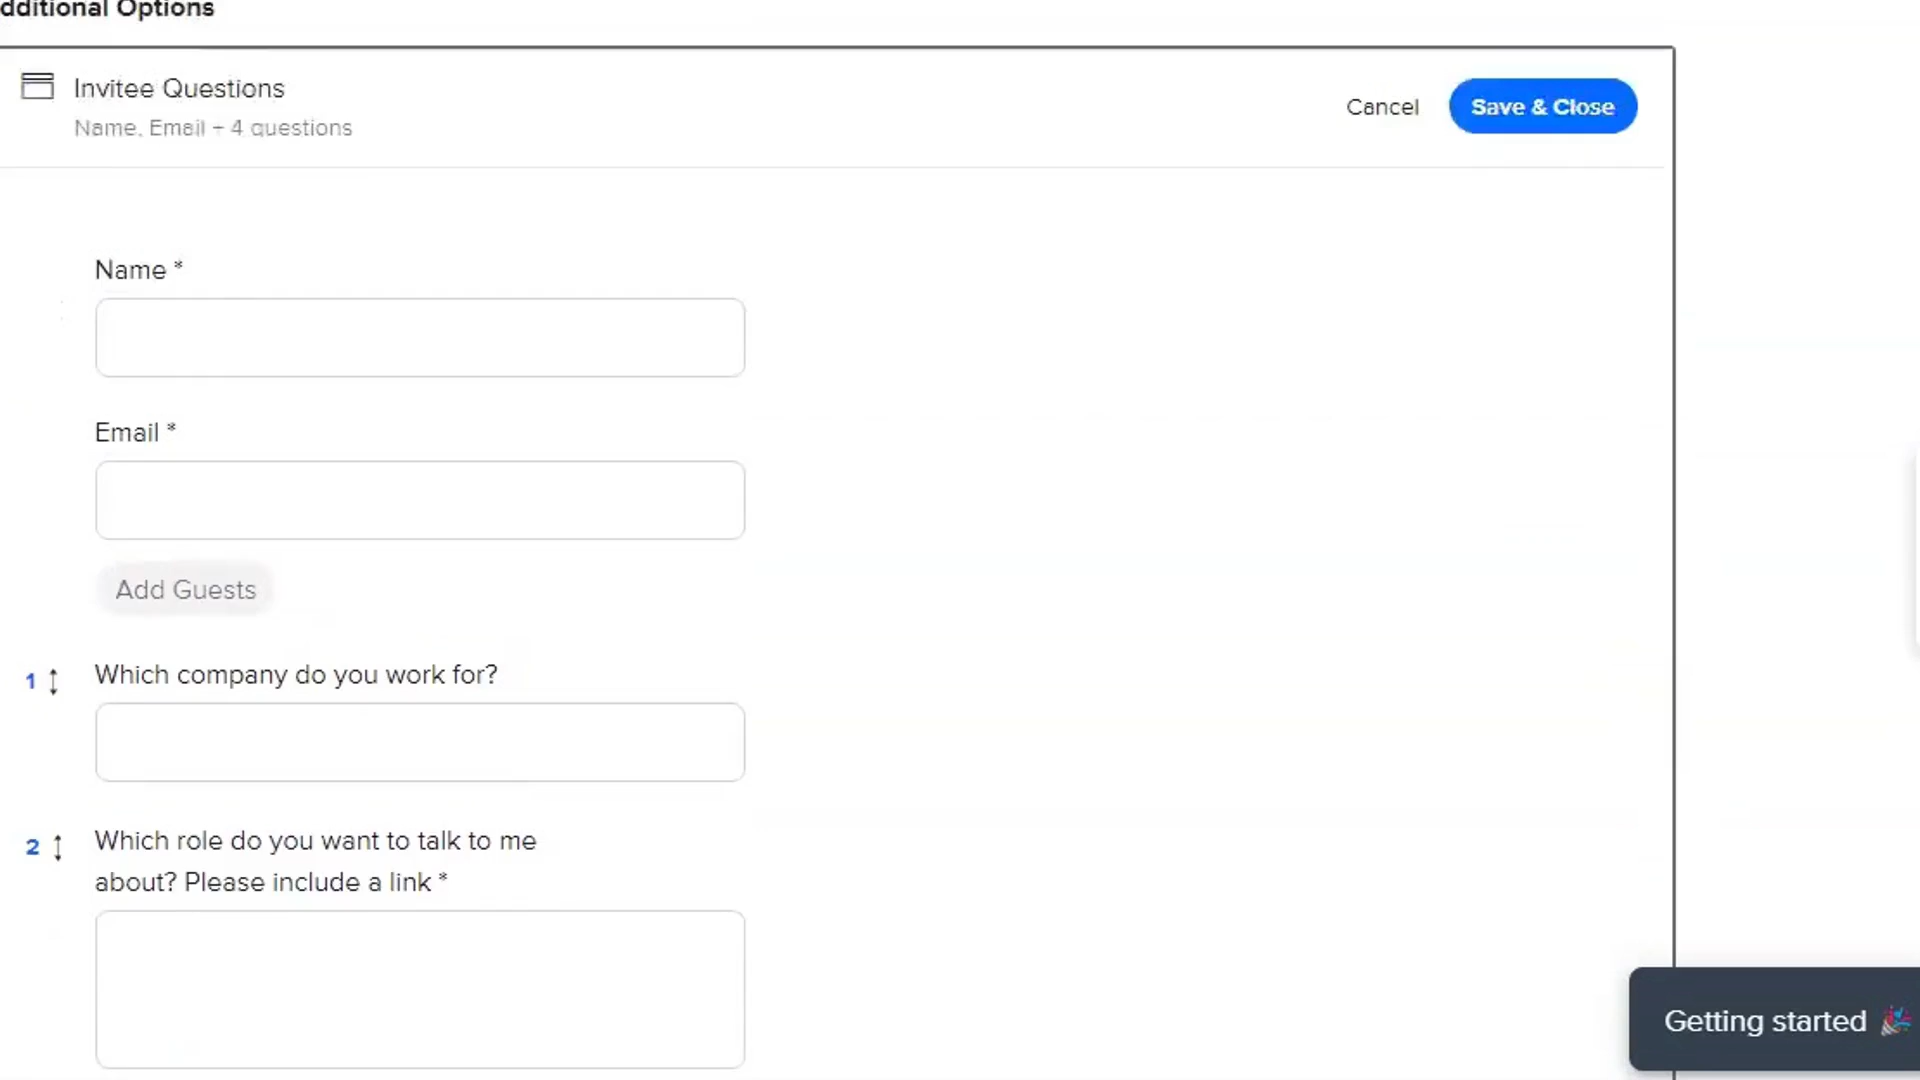 dditional Options
Invitee Questions
Name, Email + 4 questions
Cancel
Save & Close
Name *
Email *
Add Guests
1
Which company do you work for?
2
Which role do you want to talk to me
about? Please include a link *
Getting started